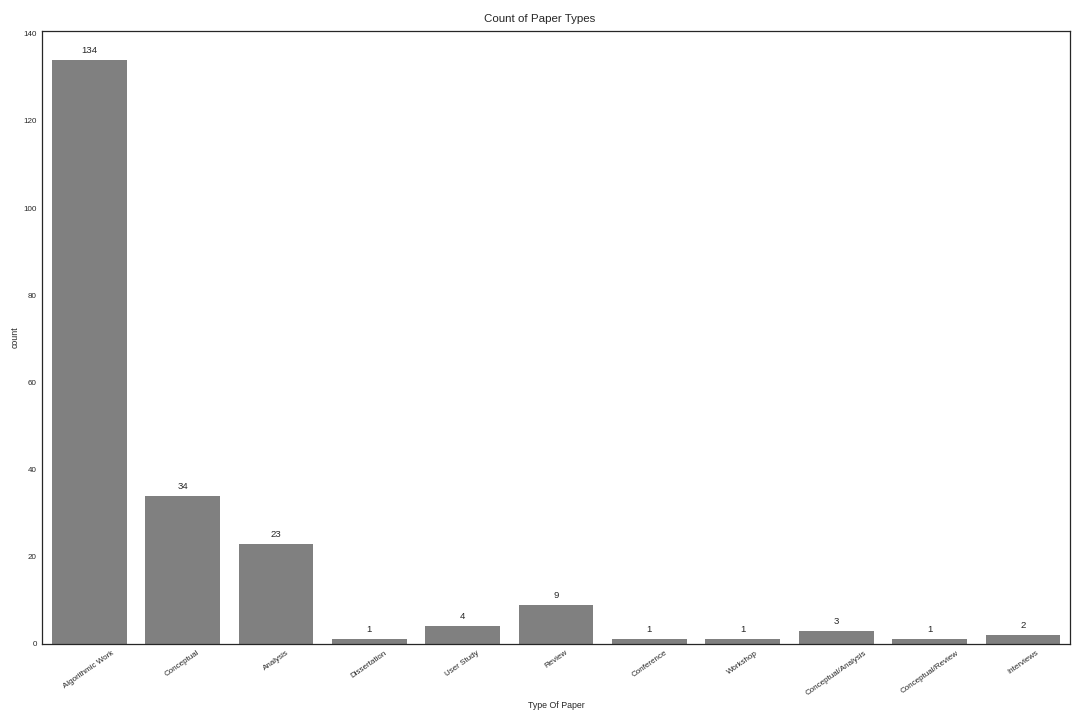 Count of Paper Types
140
120
100
80
60
40
20
0
count
134
34
23
1
4
9
1
1
3
1
2
Algorithmic Work
Conceptual
Analysis
Dissertation
User Study
Review
Conference
Workshop
Conceptual/Analysis
Conceptual/Review
Interviews
Type Of Paper